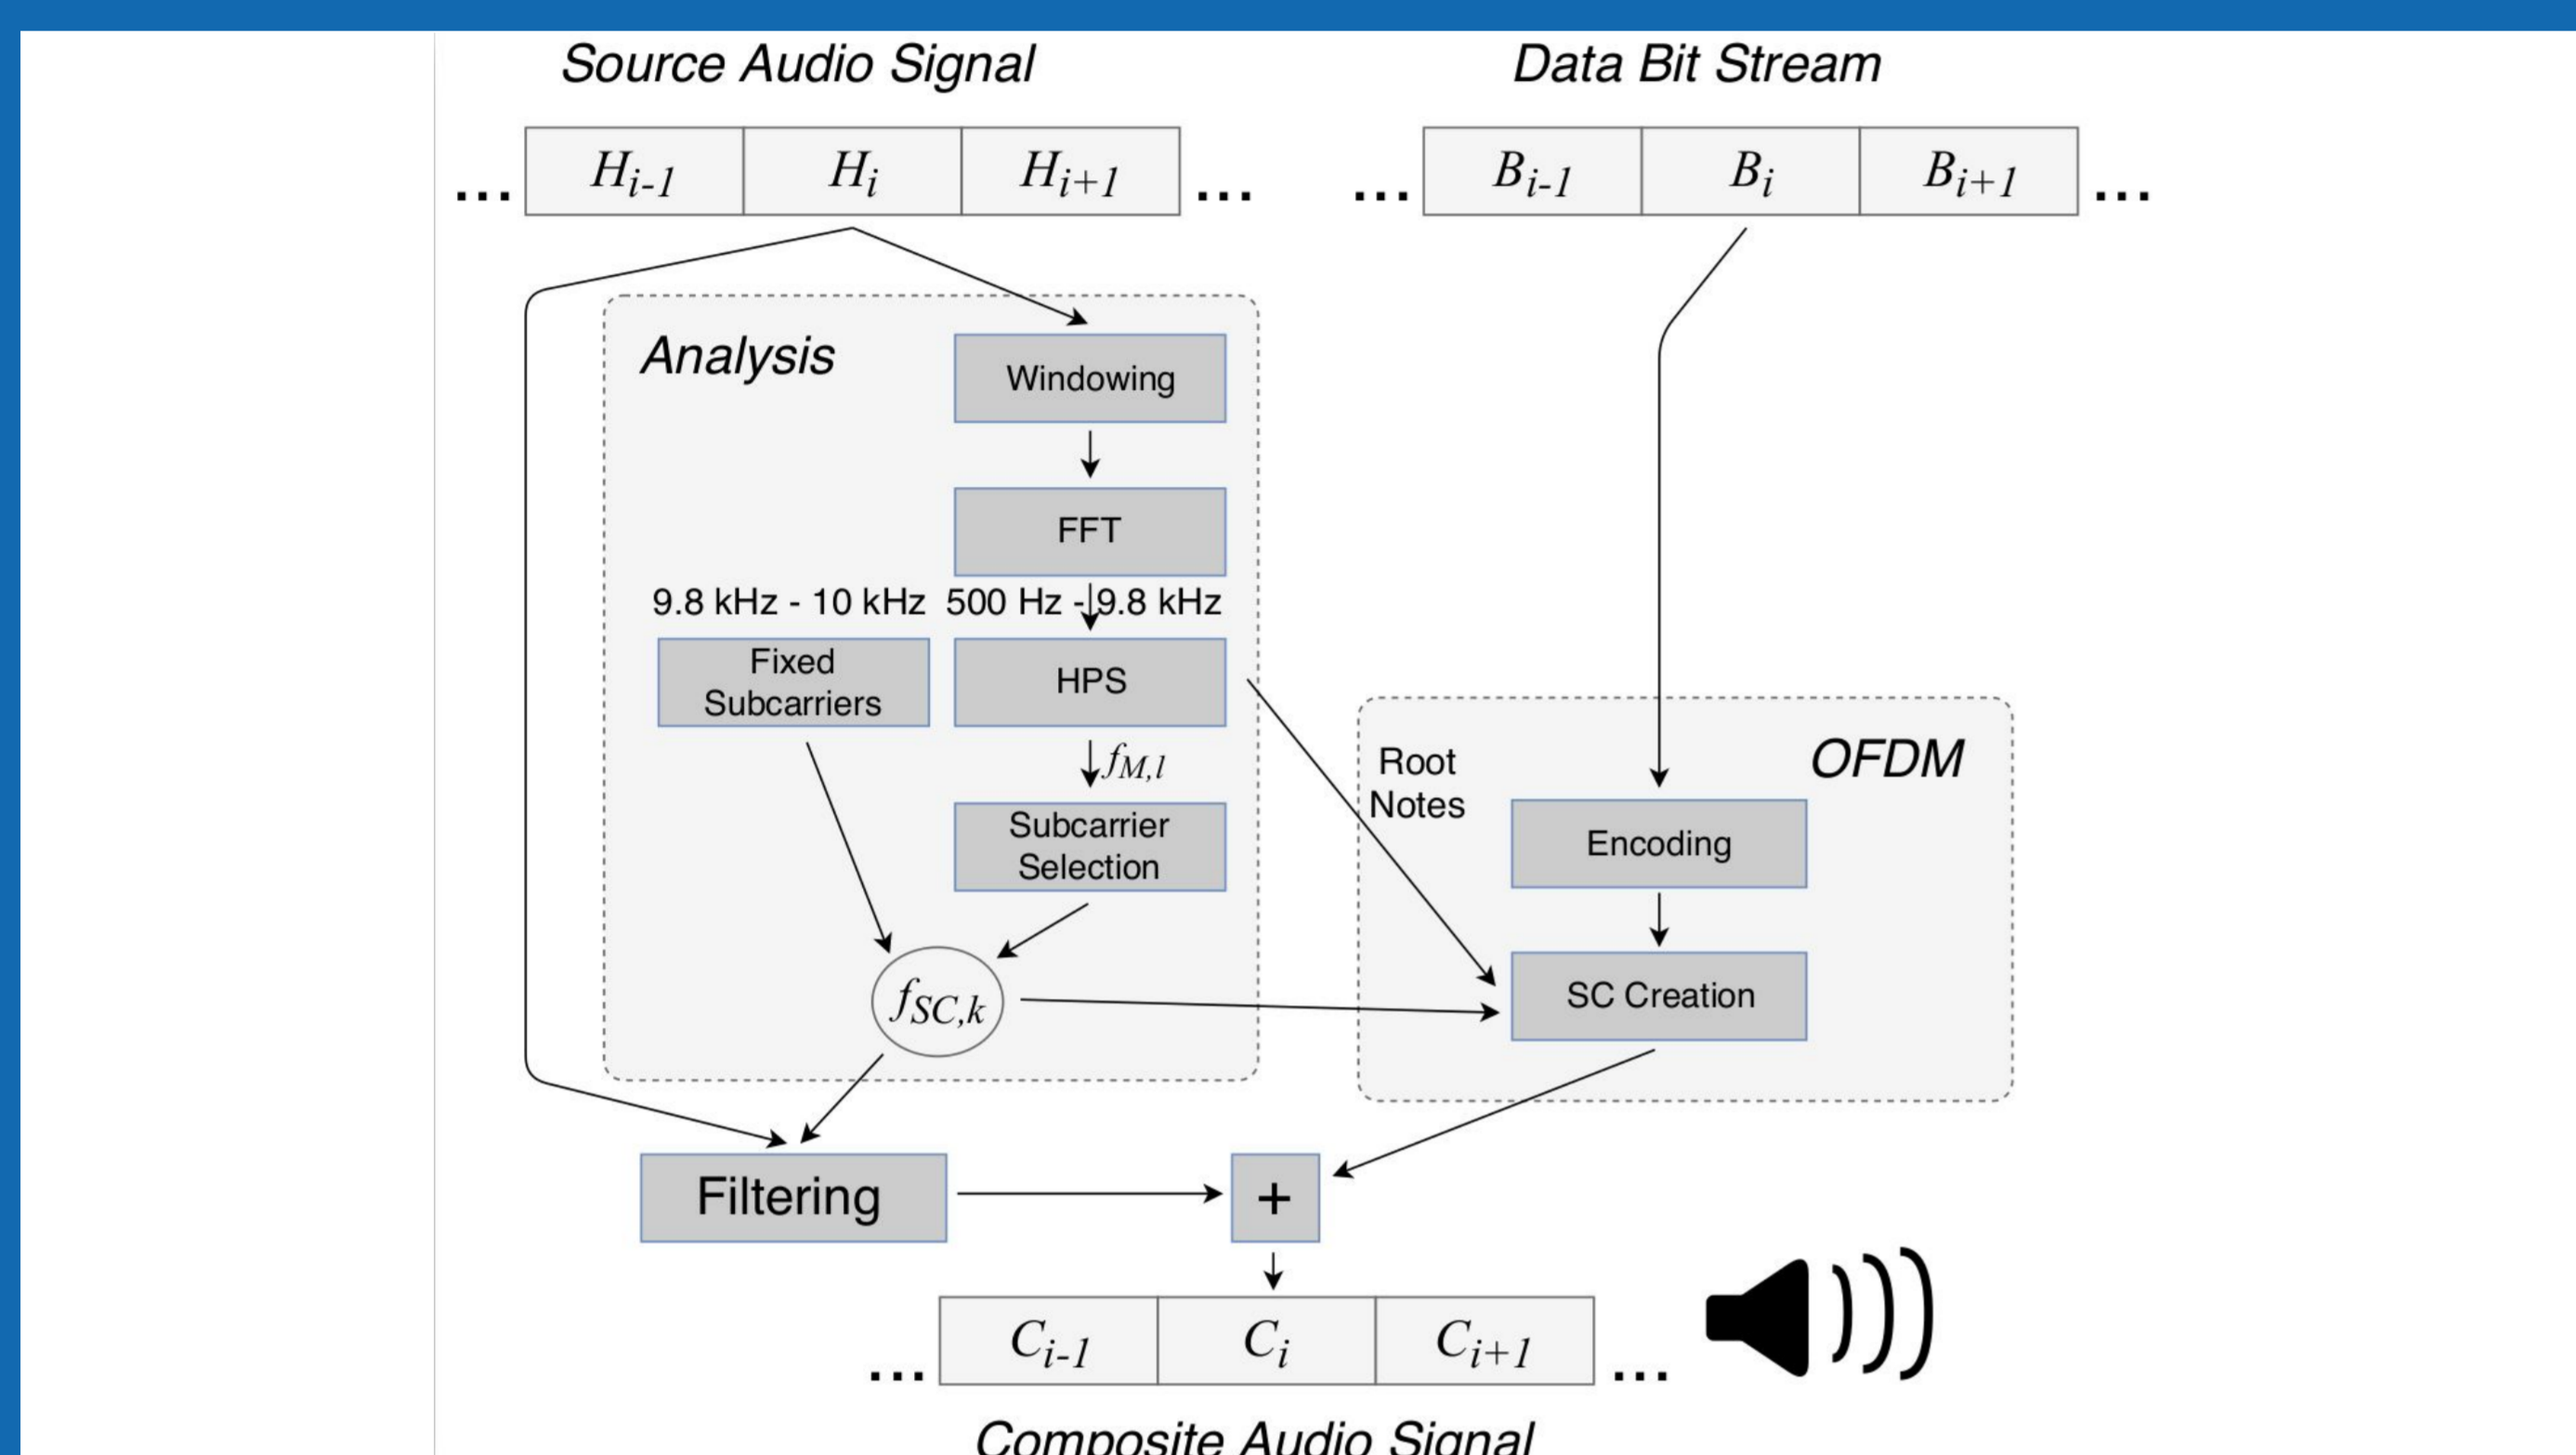 Source Audio Signal
Data Bit Stream
... H_{i-1} H_i H_{i+1} ...
... B_{i-1} B_i B_{i+1} ...
Analysis
Windowing
FFT
9.8 kHz - 10 kHz 500 Hz - 9.8 kHz
Fixed
Subcarriers
HPS
f_{M,l}
Subcarrier
Selection
f_{SC,k}
Root
Notes
OFDM
Encoding
SC Creation
Filtering
+
... C_{i-1} C_i C_{i+1} ...
Composite Audio Signal